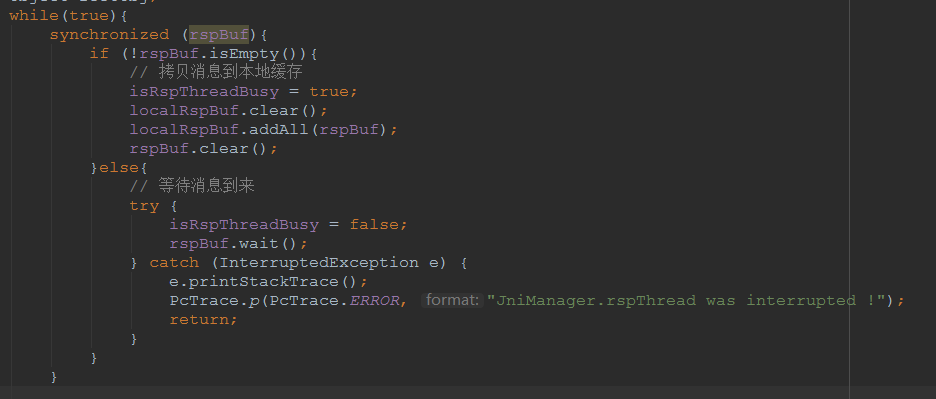 while(true){
synchronized (rspBuf){
if (!rspBuf.isEmpty()){
// 拷贝消息到本地缓存
isRspThreadBusy = true;
localRspBuf.clear();
localRspBuf.addAll(rspBuf);
rspBuf.clear();
}else{
// 等待消息到来
try {
isRspThreadBusy = false;
rspBuf.wait();
} catch (InterruptedException e) {
e.printStackTrace();
PcTrace.p(PcTrace.ERROR, format: "JniManager.rspThread was interrupted !");
return;
}
}
}